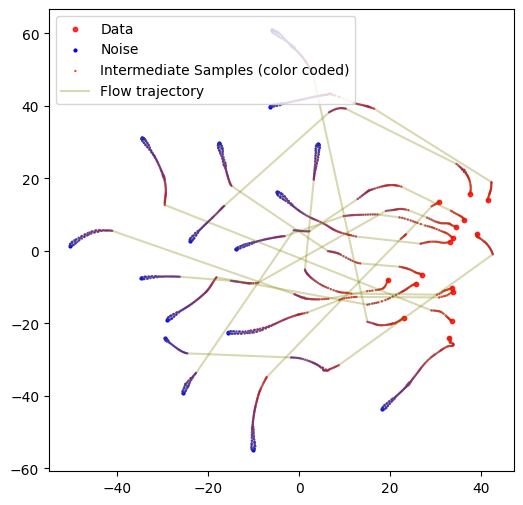 Data
Noise
Intermediate Samples (color coded)
Flow trajectory
60
40
20
0
−20
−40
−60
−40 −20 0 20 40